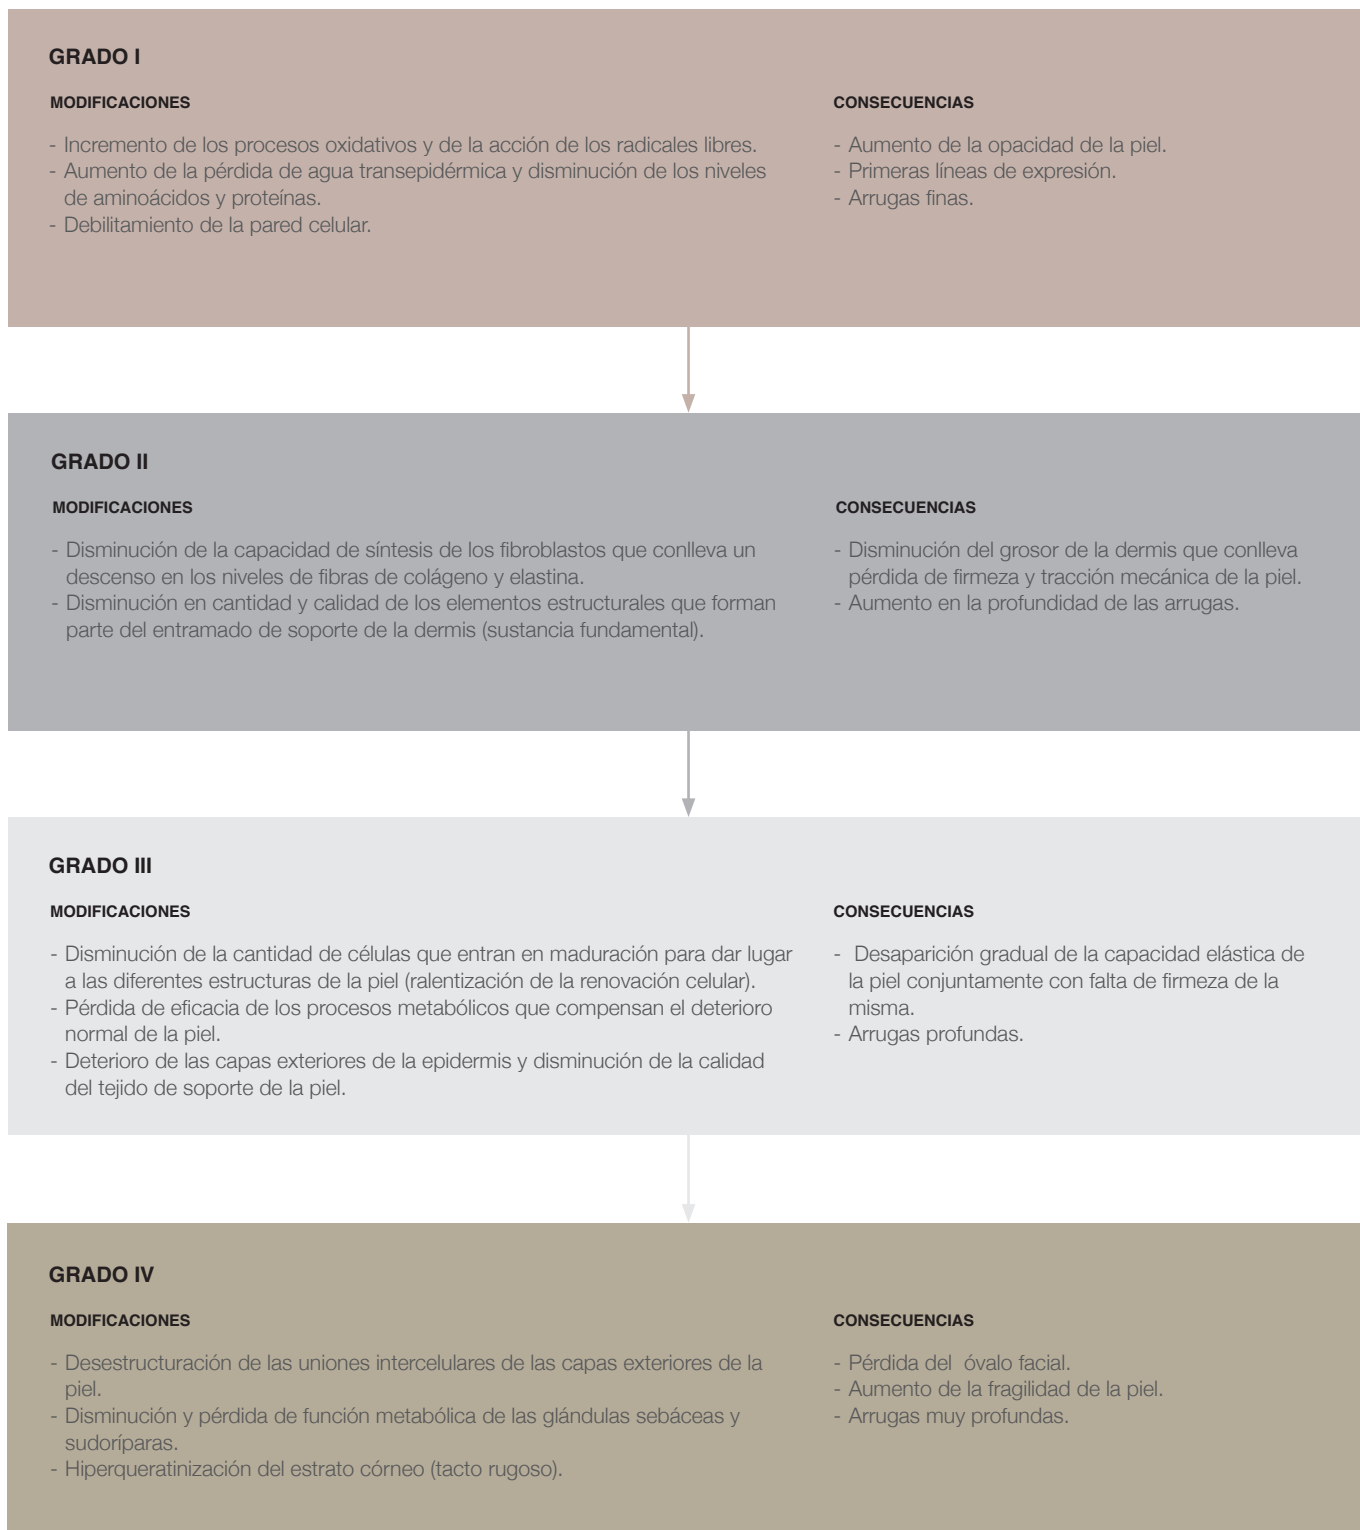 GRADO I
MODIFICACIONES
- Incremento de los procesos oxidativos y de la acción de los radicales libres.
- Aumento de la pérdida de agua transepidérmica y disminución de los niveles
de aminoácidos y proteínas.
- Debilitamiento de la pared celular.
CONSECUENCIAS
- Aumento de la opacidad de la piel.
- Primeras líneas de expresión.
- Arrugas finas.
GRADO II
MODIFICACIONES
- Disminución de la capacidad de síntesis de los fibroblastos que conlleva un
descenso en los niveles de fibras de colágeno y elastina.
- Disminución en cantidad y calidad de los elementos estructurales que forman
parte del entramado de soporte de la dermis (sustancia fundamental).
CONSECUENCIAS
- Disminución del grosor de la dermis que conlleva
pérdida de firmeza y tracción mecánica de la piel.
- Aumento en la profundidad de las arrugas.
GRADO III
MODIFICACIONES
- Disminución de la cantidad de células que entran en maduración para dar lugar
a las diferentes estructuras de la piel (ralentización de la renovación celular).
- Pérdida de eficacia de los procesos metabólicos que compensan el deterioro
normal de la piel.
- Deterioro de las capas exteriores de la epidermis y disminución de la calidad
del tejido de soporte de la piel.
CONSECUENCIAS
- Desaparición gradual de la capacidad elástica de
la piel conjuntamente con falta de firmeza de la
misma.
- Arrugas profundas.
GRADO IV
MODIFICACIONES
- Desestructuración de las uniones intercelulares de las capas exteriores de la
piel.
- Disminución y pérdida de función metabólica de las glándulas sebáceas y
sudoríparas.
- Hiperqueratinización del estrato córneo (tacto rugoso).
CONSECUENCIAS
- Pérdida del óvalo facial.
- Aumento de la fragilidad de la piel.
- Arrugas muy profundas.